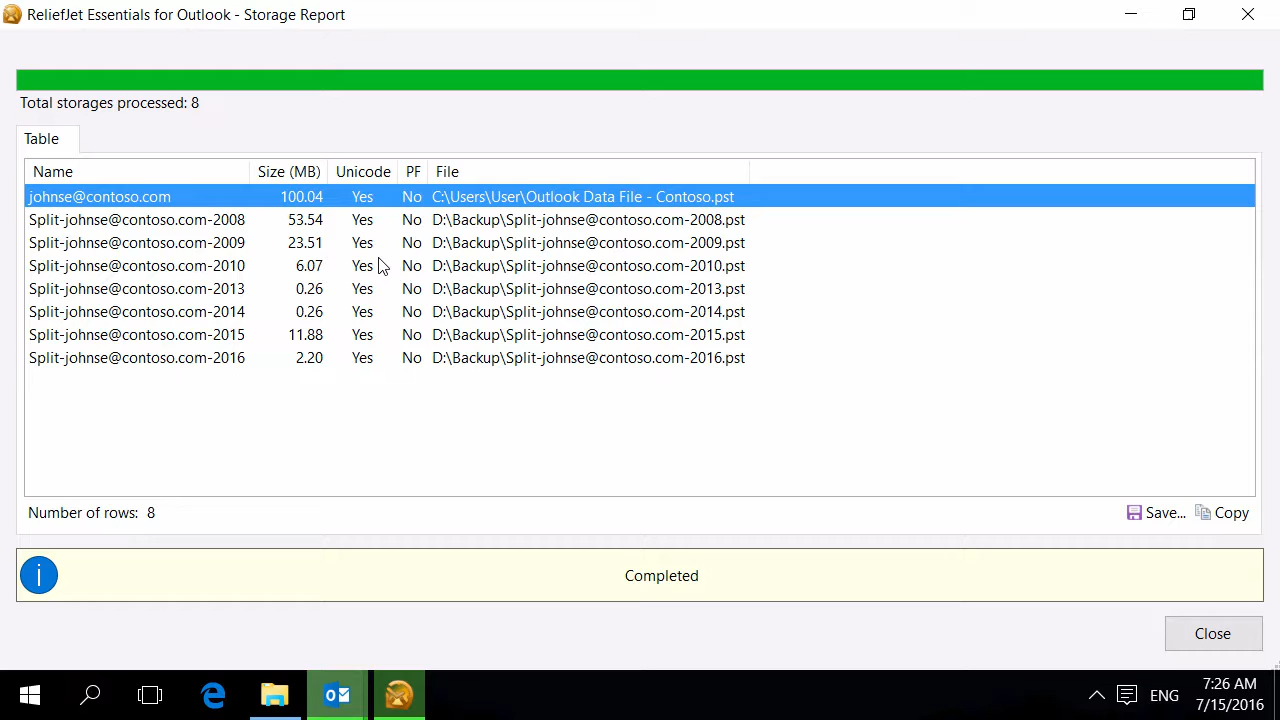 ReliefJet Essentials for Outlook - Storage Report
Total storages processed: 8
Table
Name Size (MB) Unicode PF File
johnse@contoso.com 100.04 Yes No C:\Users\User\Outlook Data File - Contoso.pst
Split-johnse@contoso.com-2008 53.54 Yes No D:\Backup\Split-johnse@contoso.com-2008.pst
Split-johnse@contoso.com-2009 23.51 Yes No D:\Backup\Split-johnse@contoso.com-2009.pst
Split-johnse@contoso.com-2010 6.07 Yes No D:\Backup\Split-johnse@contoso.com-2010.pst
Split-johnse@contoso.com-2013 0.26 Yes No D:\Backup\Split-johnse@contoso.com-2013.pst
Split-johnse@contoso.com-2014 0.26 Yes No D:\Backup\Split-johnse@contoso.com-2014.pst
Split-johnse@contoso.com-2015 11.88 Yes No D:\Backup\Split-johnse@contoso.com-2015.pst
Split-johnse@contoso.com-2016 2.20 Yes No D:\Backup\Split-johnse@contoso.com-2016.pst
Number of rows: 8 Save... Copy
Completed
Close
ENG 7:26 AM
7/15/2016